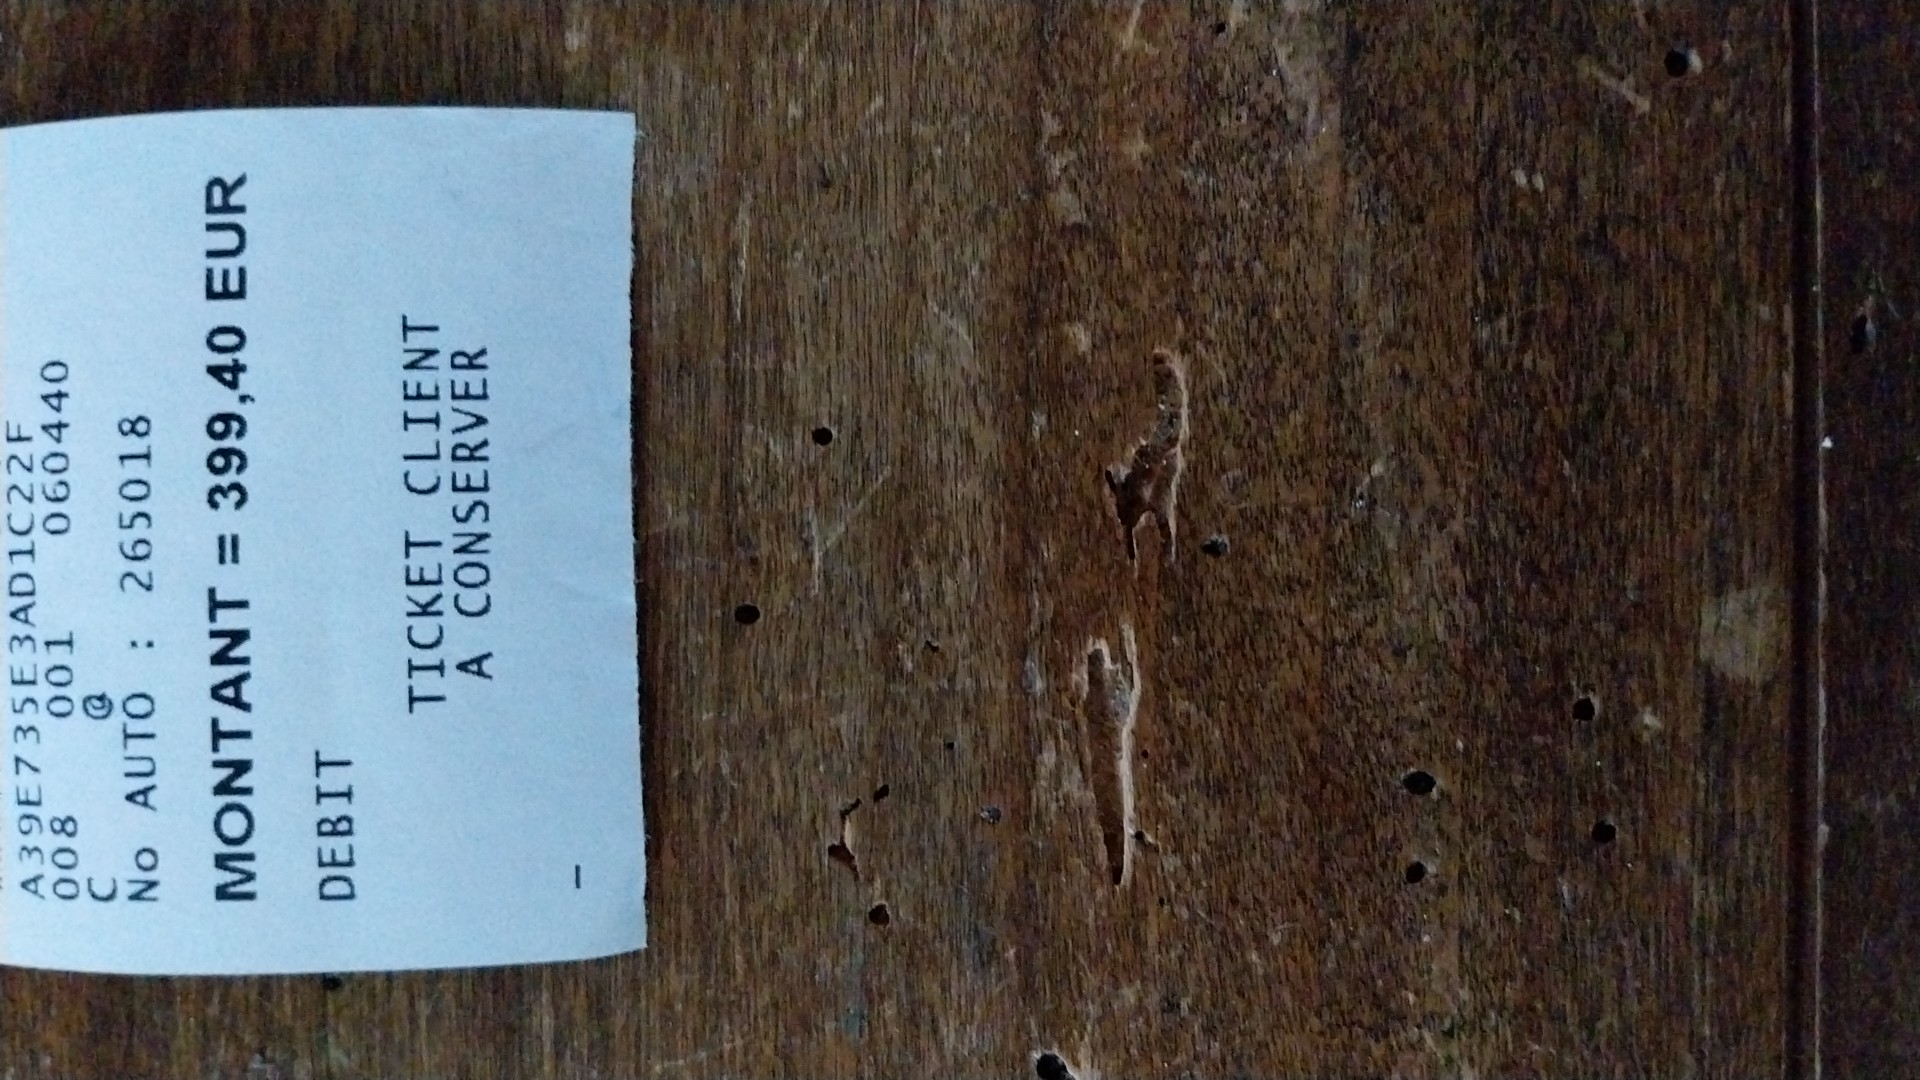 A39E735E3AD1C22F
008 001 060440
C @
No AUTO : 265018
MONTANT = 399,40 EUR
DEBIT
TICKET CLIENT
A CONSERVER
_